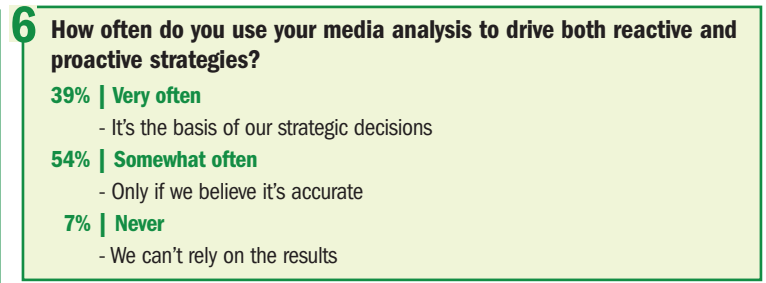 6
How often do you use your media analysis to drive both reactive and
proactive strategies?
39% | Very often
- It's the basis of our strategic decisions
54% | Somewhat often
- Only if we believe it's accurate
7% | Never
- We can't rely on the results